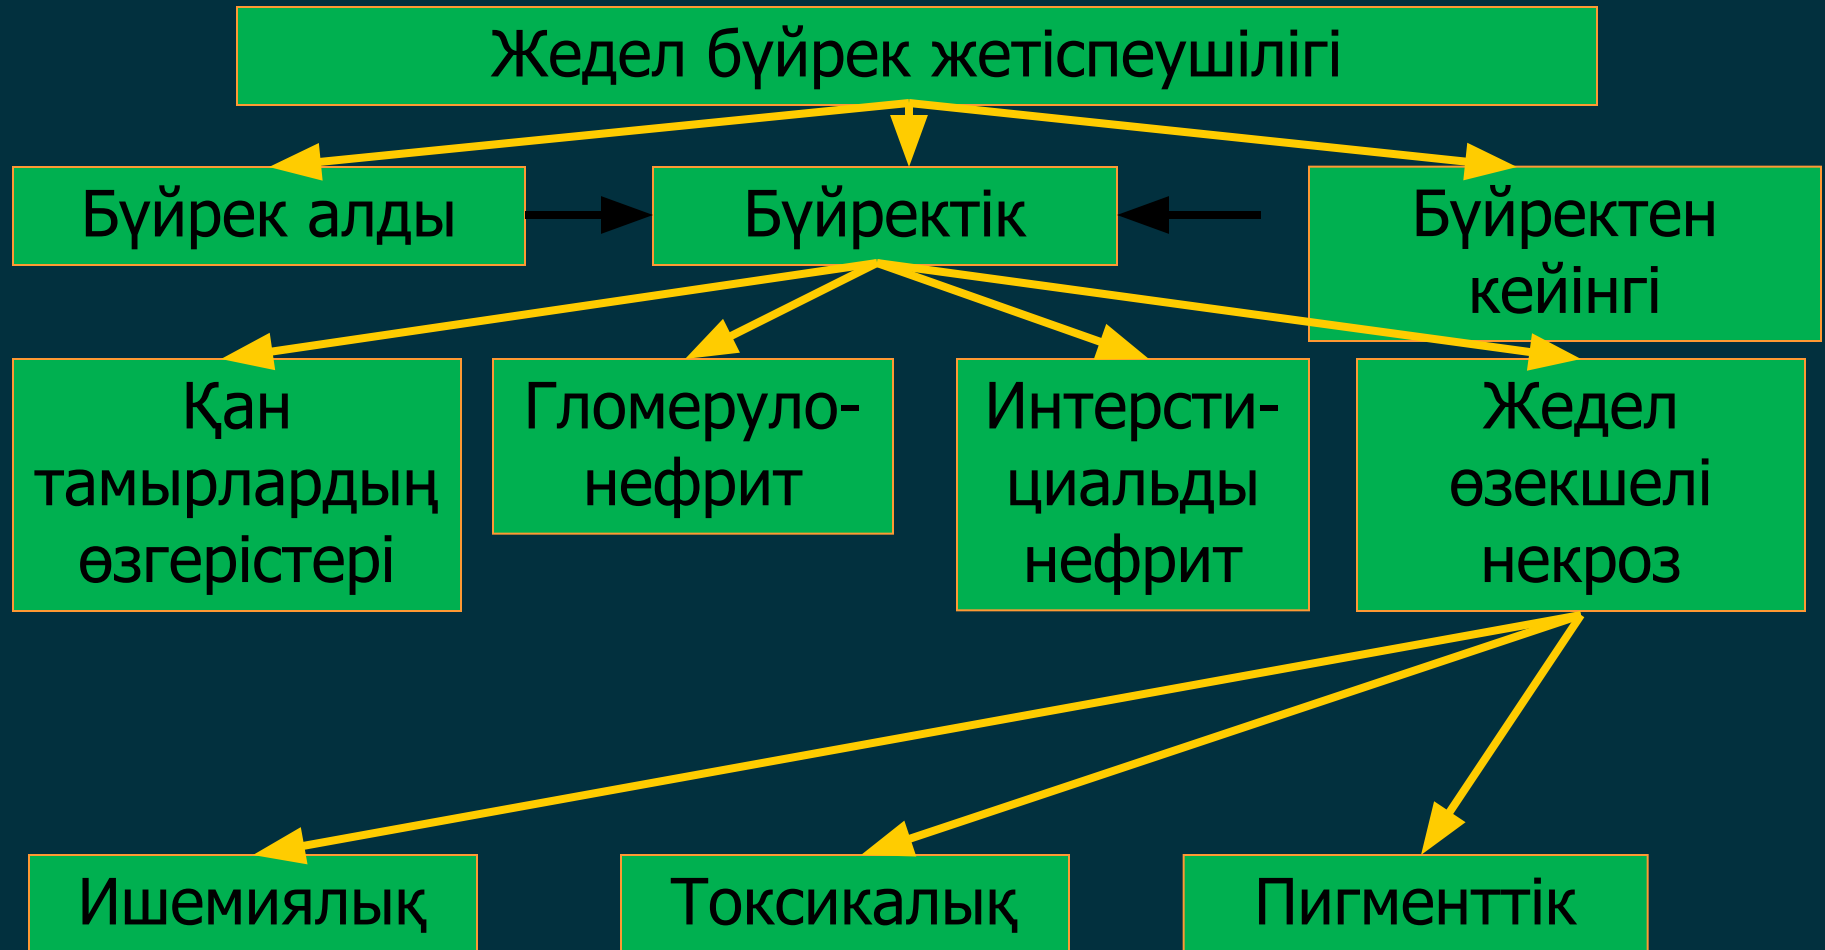 Жедел бүйрек жетіспеушілігі
Бүйрек алды
Бүйректік
Бүйректен
кейінгі
Қан
тамырлардың
өзгерістері
Гломеруло-
нефрит
Интерсти-
циальды
нефрит
Жедел
өзекшелі
некроз
Ишемиялық
Токсикалық
Пигменттік